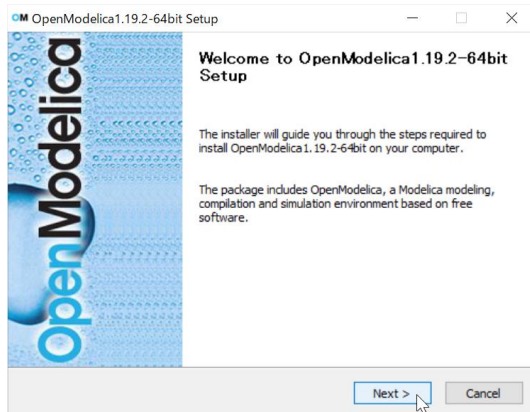 OM OpenModelica1.19.2-64bit Setup
OpenModelica
Welcome to OpenModelica1.19.2-64bit
Setup
The installer will guide you through the steps required to
install OpenModelica1.19.2-64bit on your computer.
The package includes OpenModelica, a Modelica modeling,
compilation and simulation environment based on free
software.
Next >
Cancel